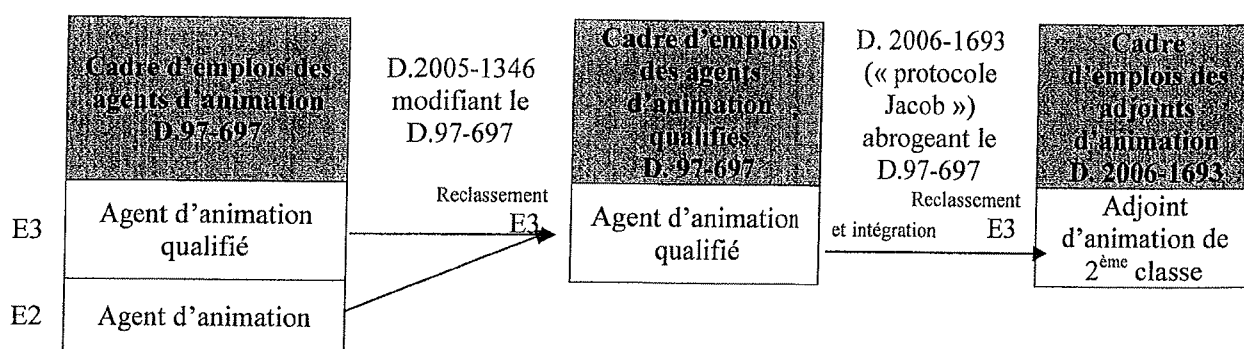 Cadre d'emplois des
agents d'animation
D.97-697
E3
Agent d'animation
qualifié
E2
Agent d'animation
D.2005-1346
modifiant le
D.97-697
Reclassement
E3
Cadre d'emplois
des agents
d'animation
qualifiés
D. 97-697
Agent d'animation
qualifié
D. 2006-1693
(« protocole
Jacob »)
abrogeant le
D.97-697
Reclassement
et intégration E3
Cadre
d'emplois des
adjoints
d'animation
D. 2006-1693
Adjoint
d'animation de
2ème classe